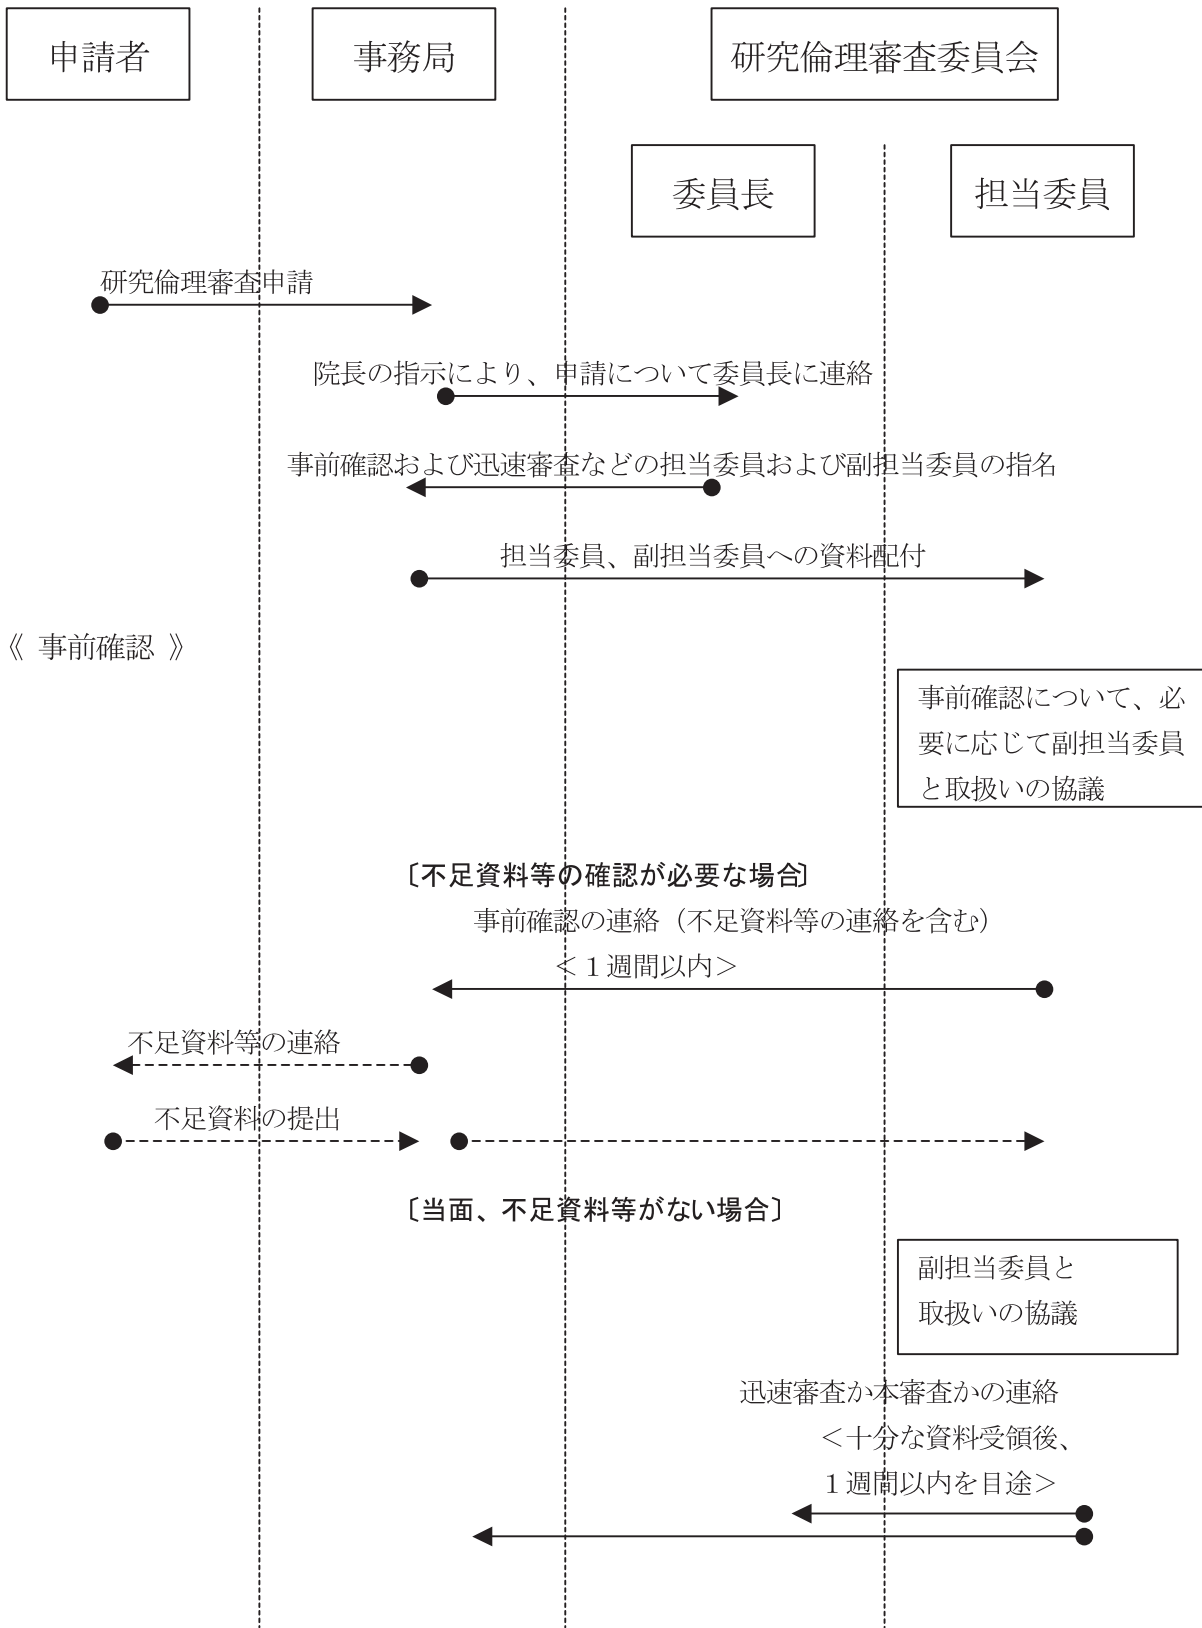 申請者
事務局
研究倫理審査委員会
委員長
担当委員
研究倫理審査申請
院長の指示により、申請について委員長に連絡
事前確認および迅速審査などの担当委員および副担当委員の指名
担当委員、副担当委員への資料配付
《 事前確認 》
事前確認について、必
要に応じて副担当委員
と取扱いの協議
〔不足資料等の確認が必要な場合〕
事前確認の連絡（不足資料等の連絡を含む）
＜１週間以内＞
不足資料等の連絡
不足資料の提出
〔当面、不足資料等がない場合〕
副担当委員と
取扱いの協議
迅速審査か本審査かの連絡
＜十分な資料受領後、
１週間以内を目途＞